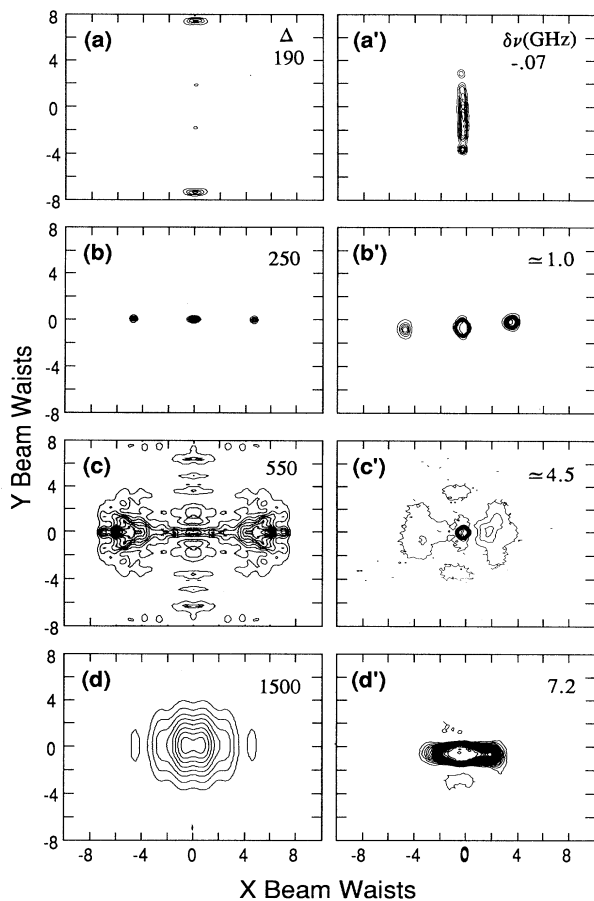 (a) Δ 190
(a') δν(GHz) -.07
8
4
0
-4
-8
(b) 250
(b') ≃1.0
8
4
0
-4
-8
(c) 550
(c') ≃4.5
8
4
0
-4
-8
(d) 1500
(d') 7.2
8
4
0
-4
-8
-8 -4 0 4 8
-8 -4 0 4 8
Y Beam Waists
X Beam Waists